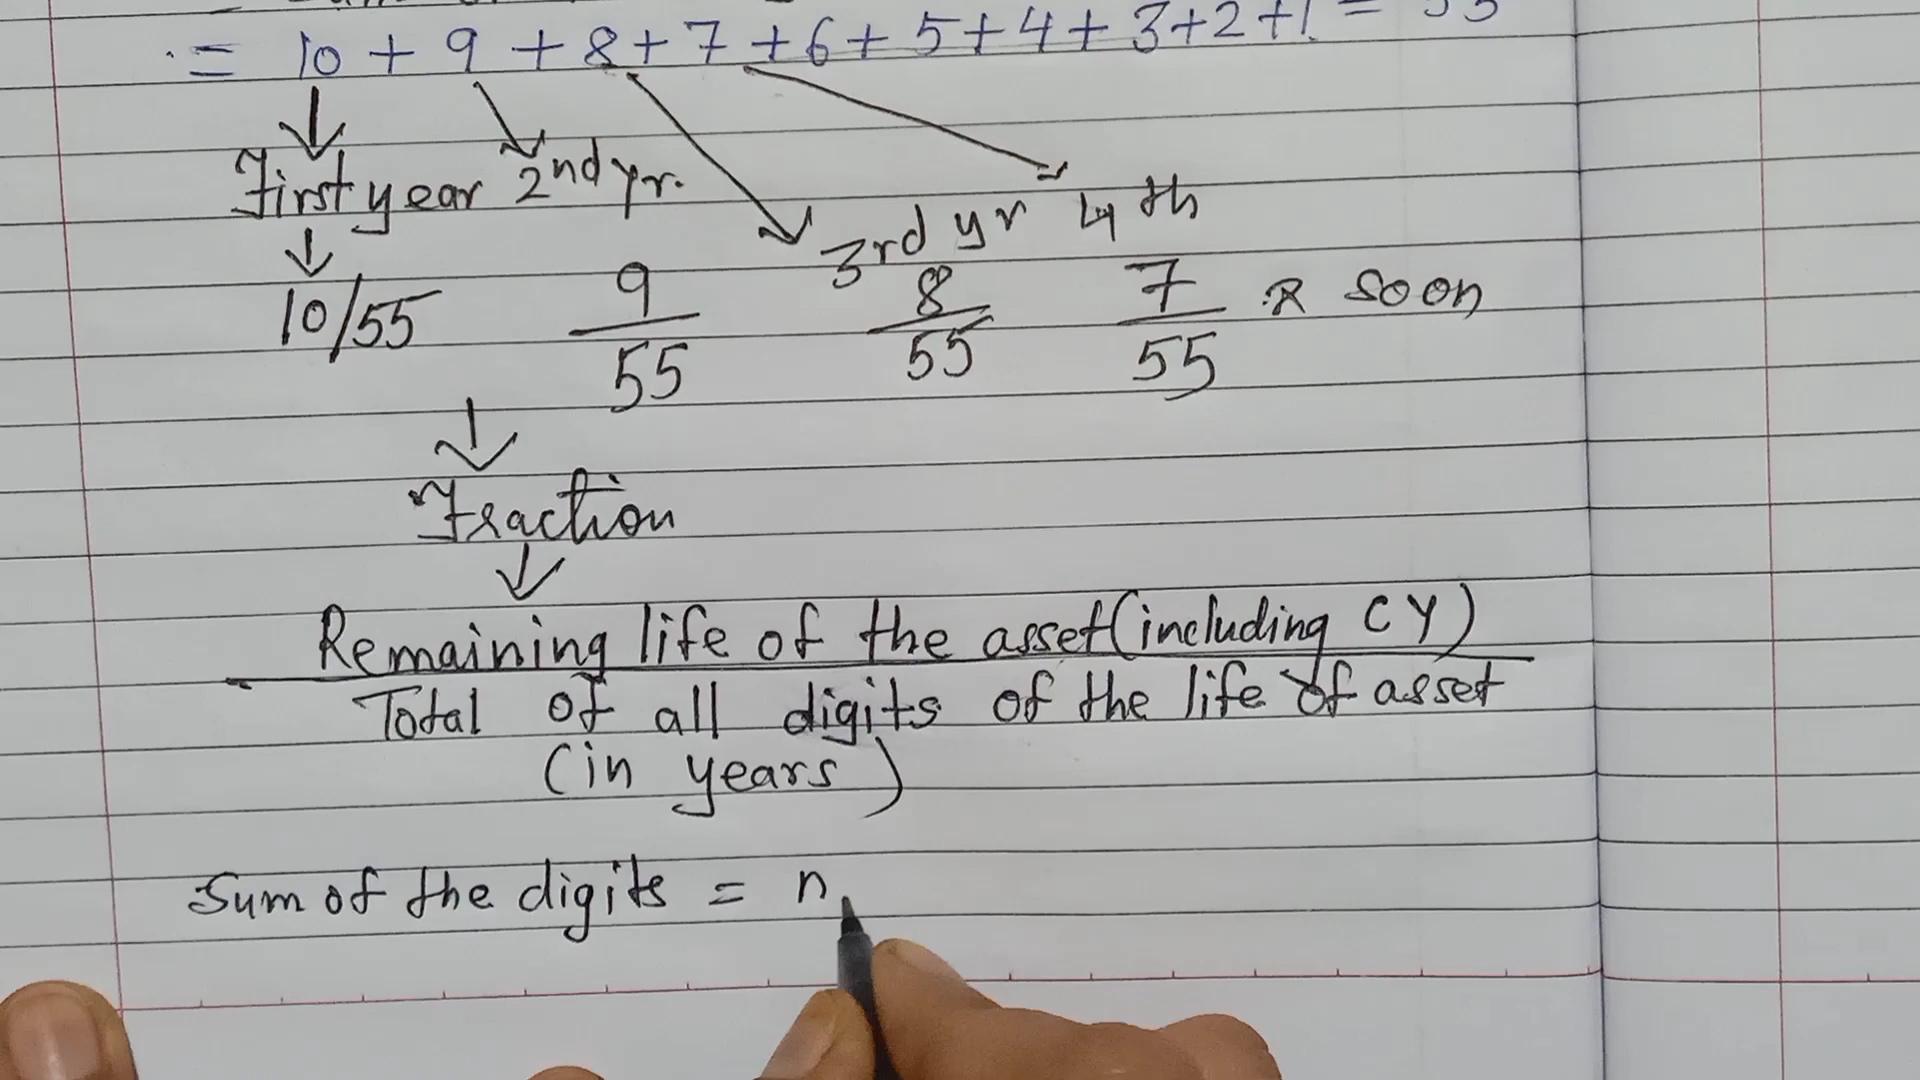 = 10 + 9 + 8 + 7 + 6 + 5 + 4 + 3 + 2 + 1 = 55
First year 2nd yr. 3rd yr 4th
10/55 9/55 8/55 7/55 & soon
Fraction
Remaining life of the asset (including CY)
Total of all digits of the life of asset
(in years)
Sum of the digits = n